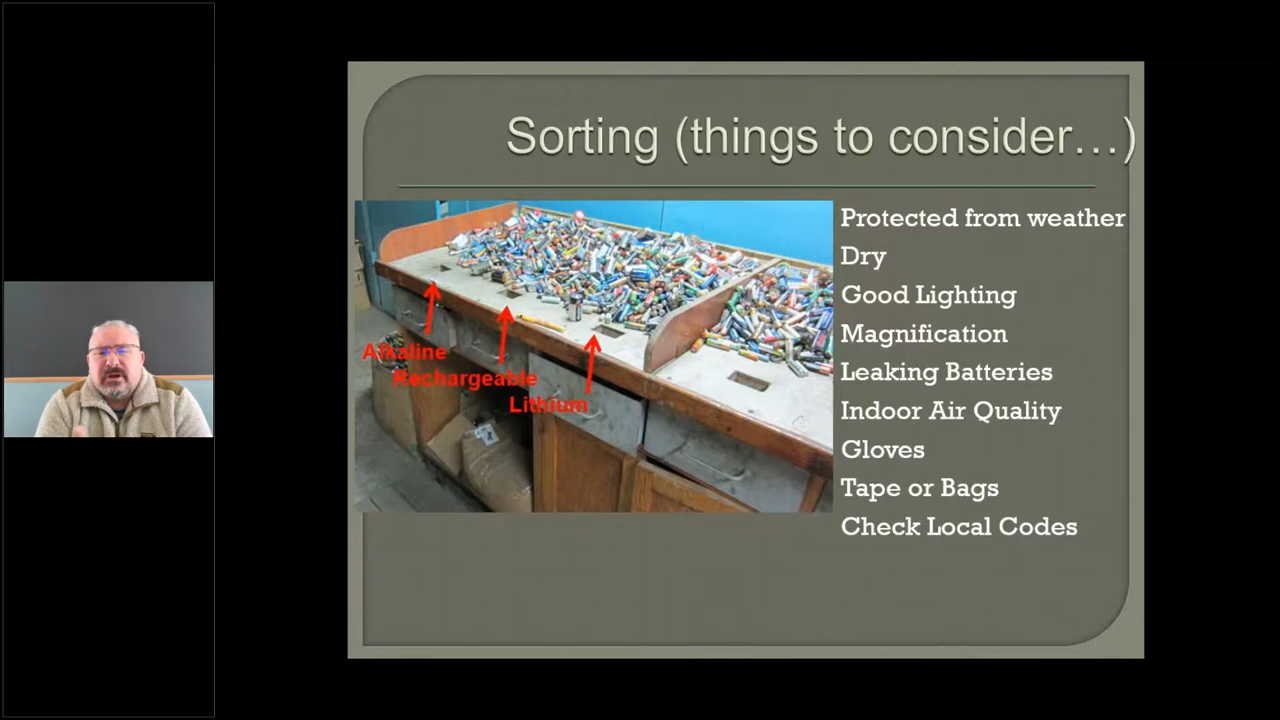 Sorting (things to consider…)
Protected from weather
Dry
Good Lighting
Magnification
Leaking Batteries
Indoor Air Quality
Gloves
Tape or Bags
Check Local Codes
Alkaline
Rechargeable
Lithium